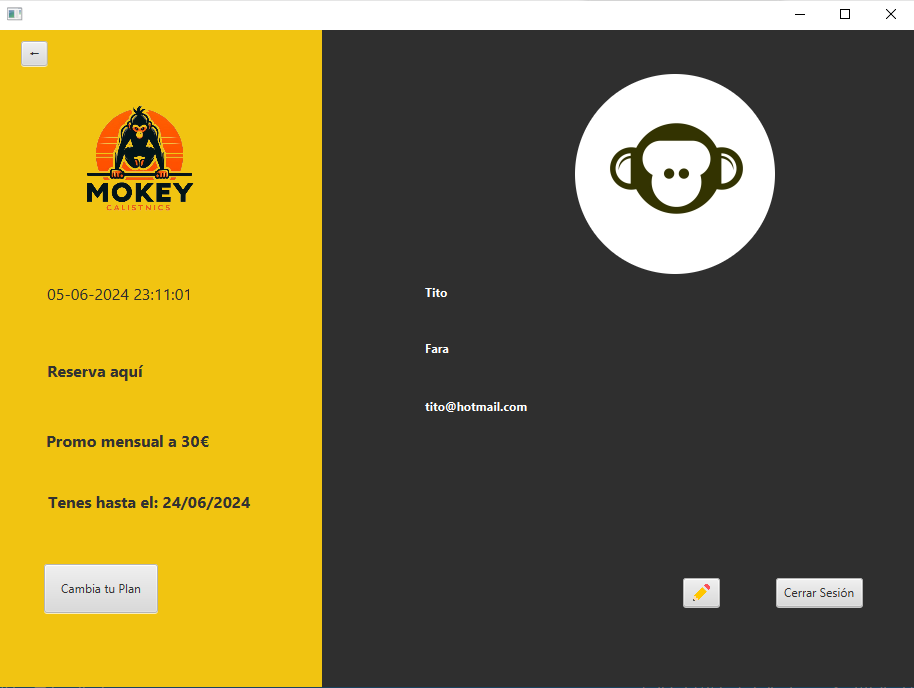 ←
MOKEY
CALISTNICS
05-06-2024 23:11:01
Reserva aquí
Promo mensual a 30€
Tenes hasta el: 24/06/2024
Cambia tu Plan
Tito
Fara
tito@hotmail.com
Cerrar Sesión